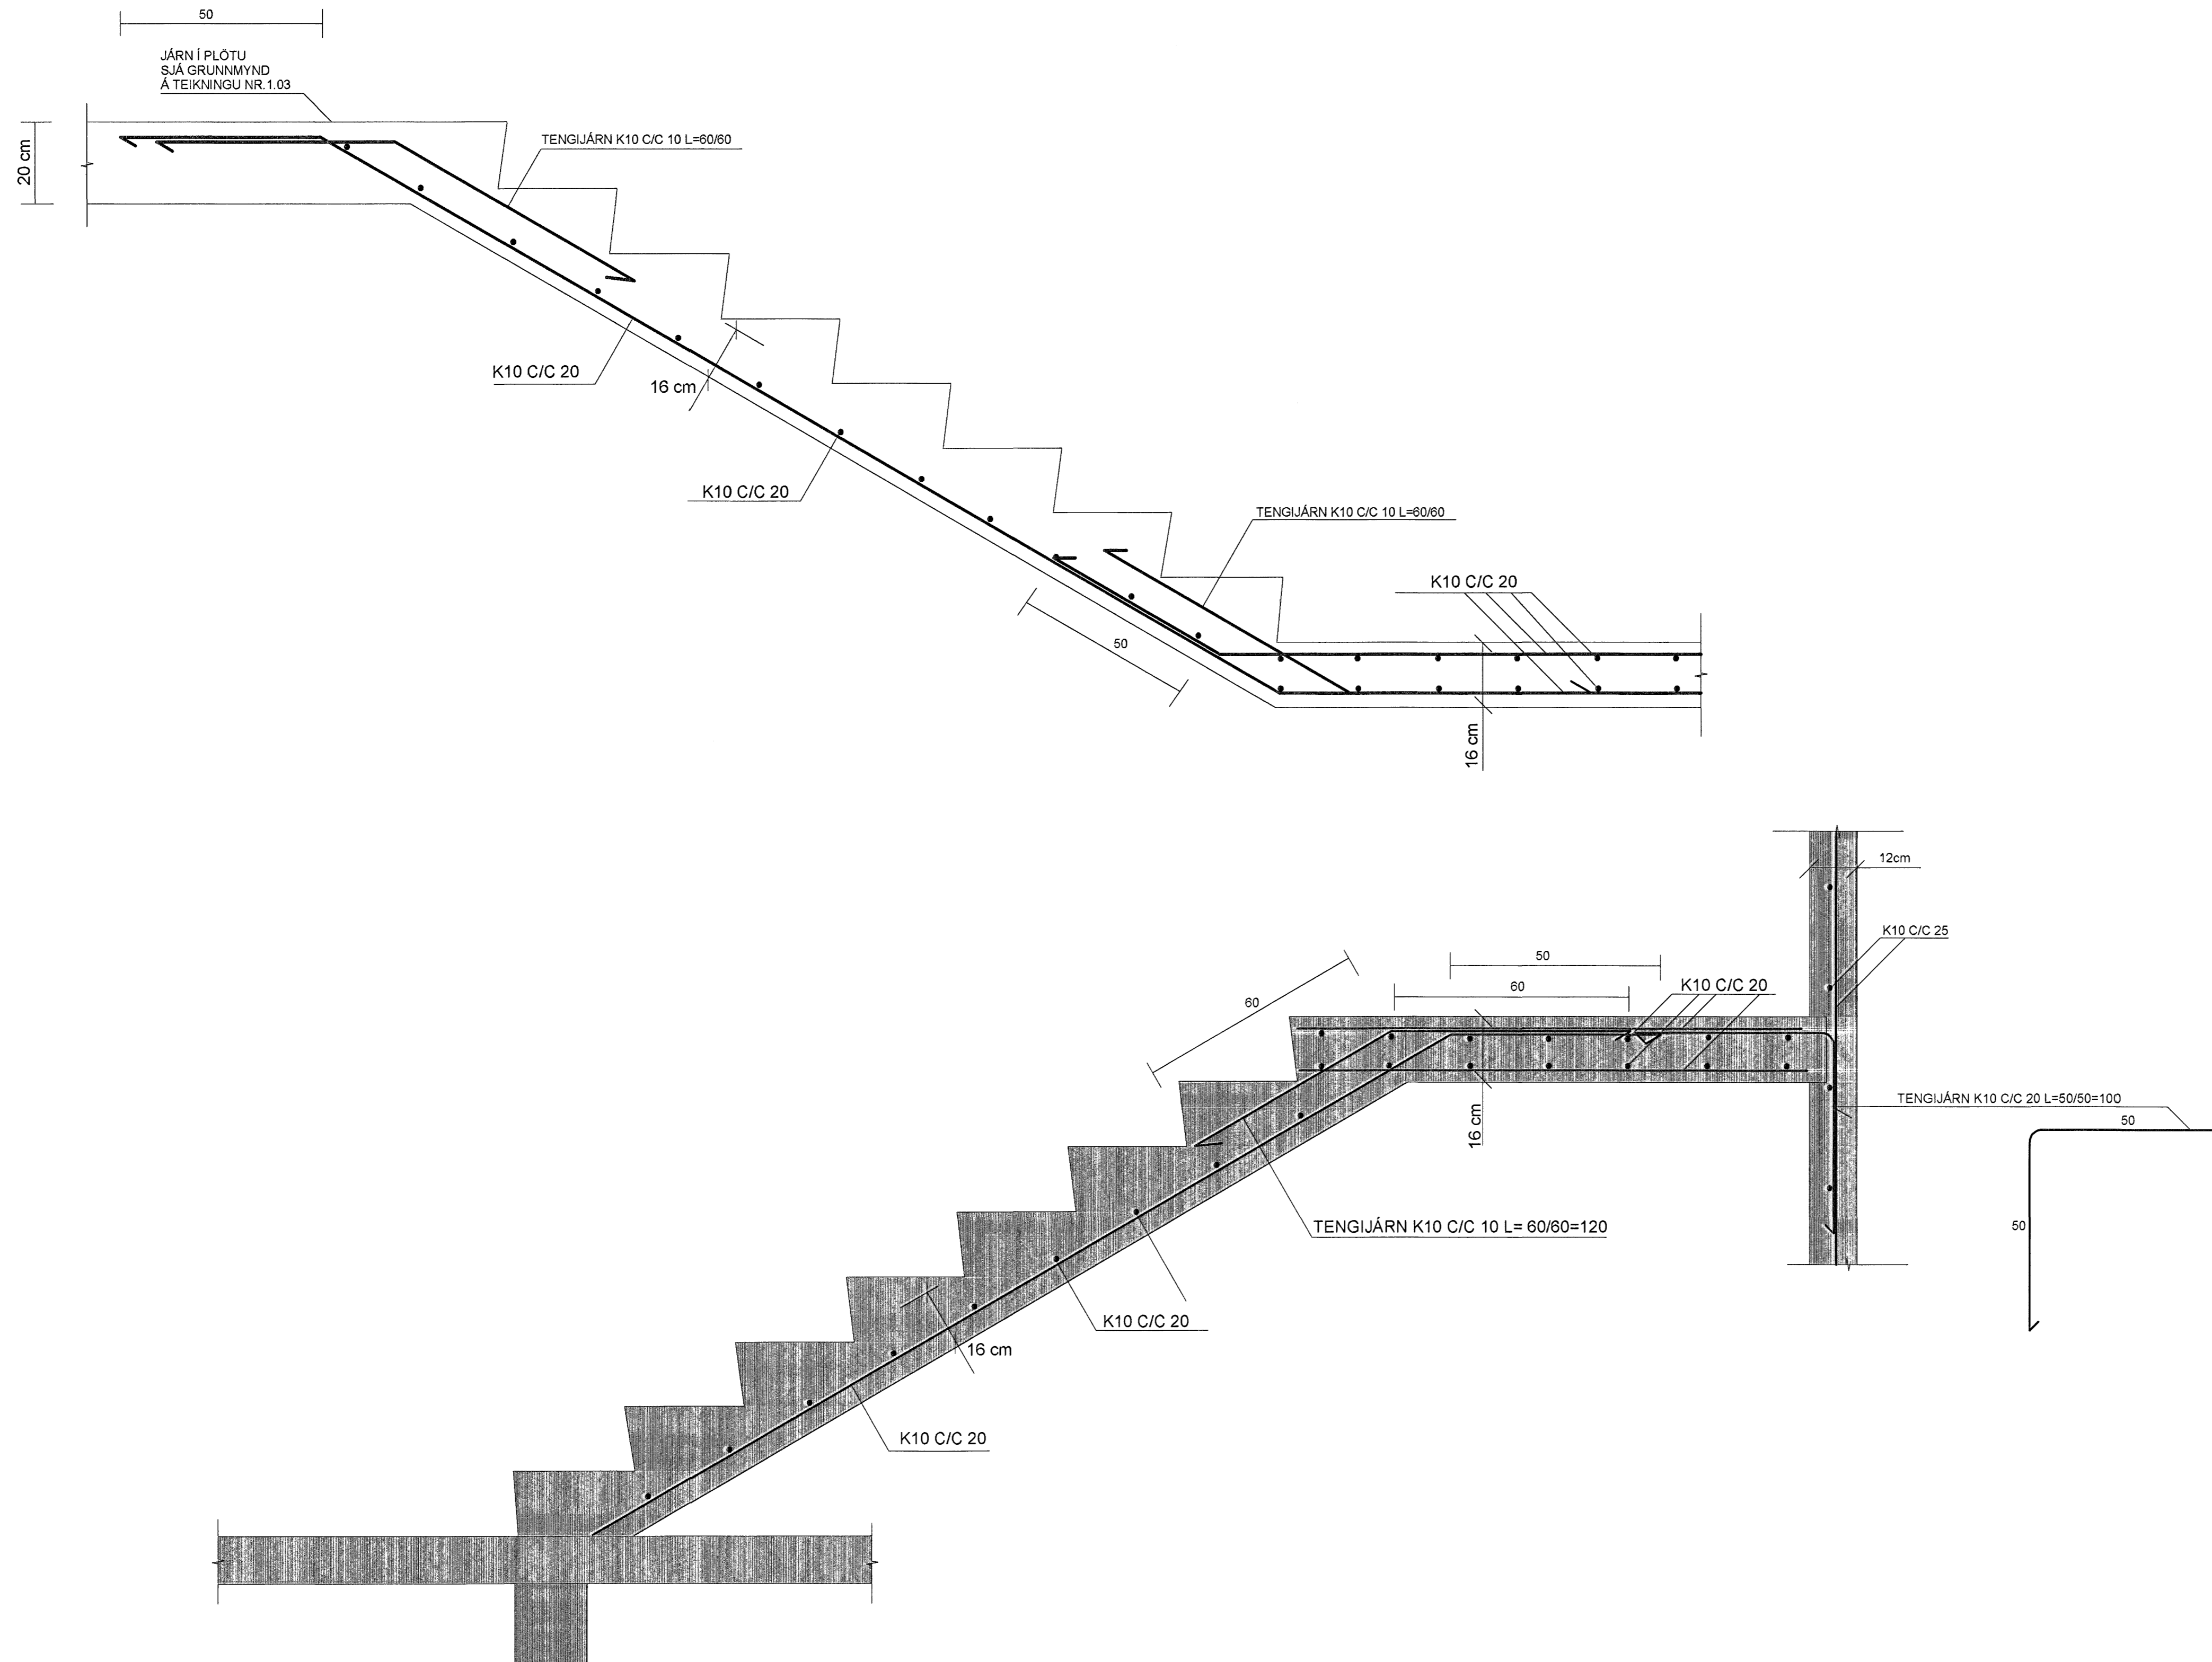 50
JÁRN Í PLÖTU
SJÁ GRUNNMYND
Á TEIKNINGU NR.1.03
20 cm
TENGIJÁRN K10 C/C 10 L=60/60
K10 C/C 20
16 cm
K10 C/C 20
TENGIJÁRN K10 C/C 10 L=60/60
K10 C/C 20
50
16 cm
12cm
K10 C/C 25
50
60
K10 C/C 20
60
16 cm
TENGIJÁRN K10 C/C 20 L=50/50=100
50
50
TENGIJÁRN K10 C/C 10 L= 60/60=120
K10 C/C 20
16 cm
K10 C/C 20